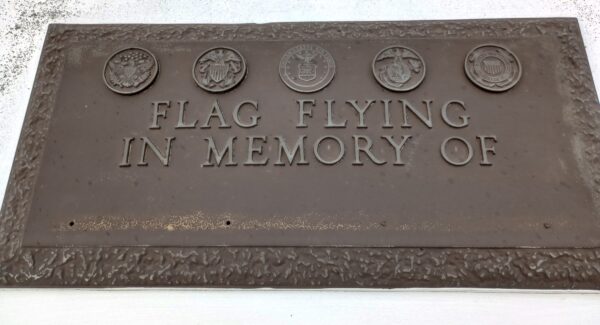 FLAG FLYING
IN MEMORY OF